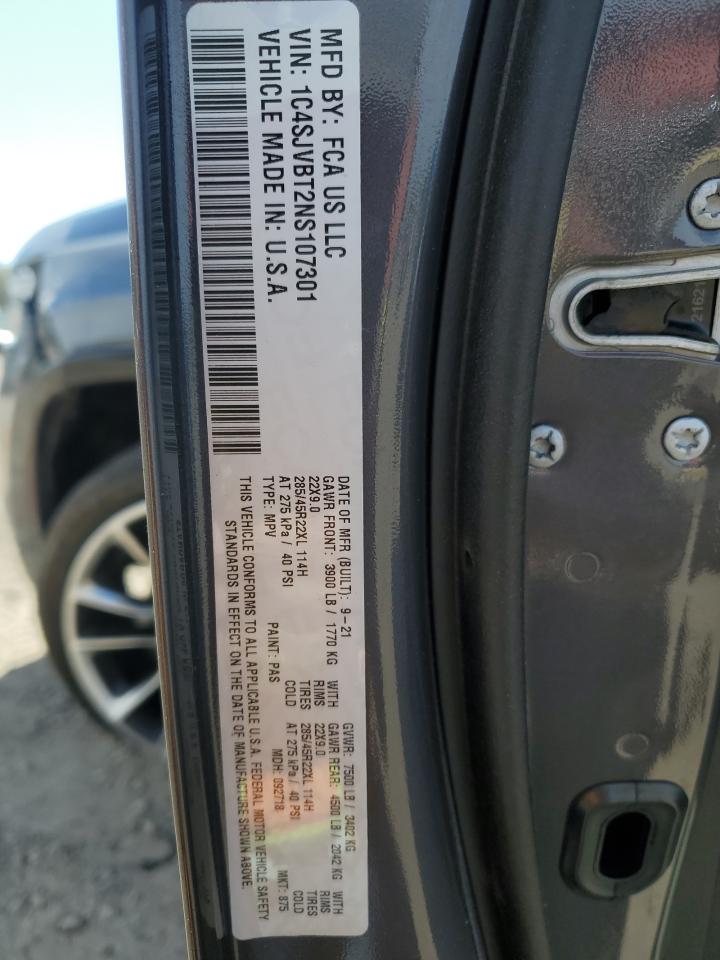 MFD BY: FCA US LLC
VIN: 1C4SJVBT2NS107301
VEHICLE MADE IN: U.S.A.
DATE OF MFR (BUILT): 9-21 GVWR: 7500 LB / 3402 KG
GAWR FRONT: 3900 LB / 1770 KG WITH GAWR REAR: 4500 LB / 2042 KG WITH
22X9.0 RIMS 22X9.0 RIMS
285/45R22XL 114H TIRES 285/45R22XL 114H TIRES
AT 275 kPa / 40 PSI COLD AT 275 kPa / 40 PSI COLD
TYPE: MPV PAINT: PAS MDH: 092718 MKT: 875
THIS VEHICLE CONFORMS TO ALL APPLICABLE U.S.A. FEDERAL MOTOR VEHICLE SAFETY
STANDARDS IN EFFECT ON THE DATE OF MANUFACTURE SHOWN ABOVE.